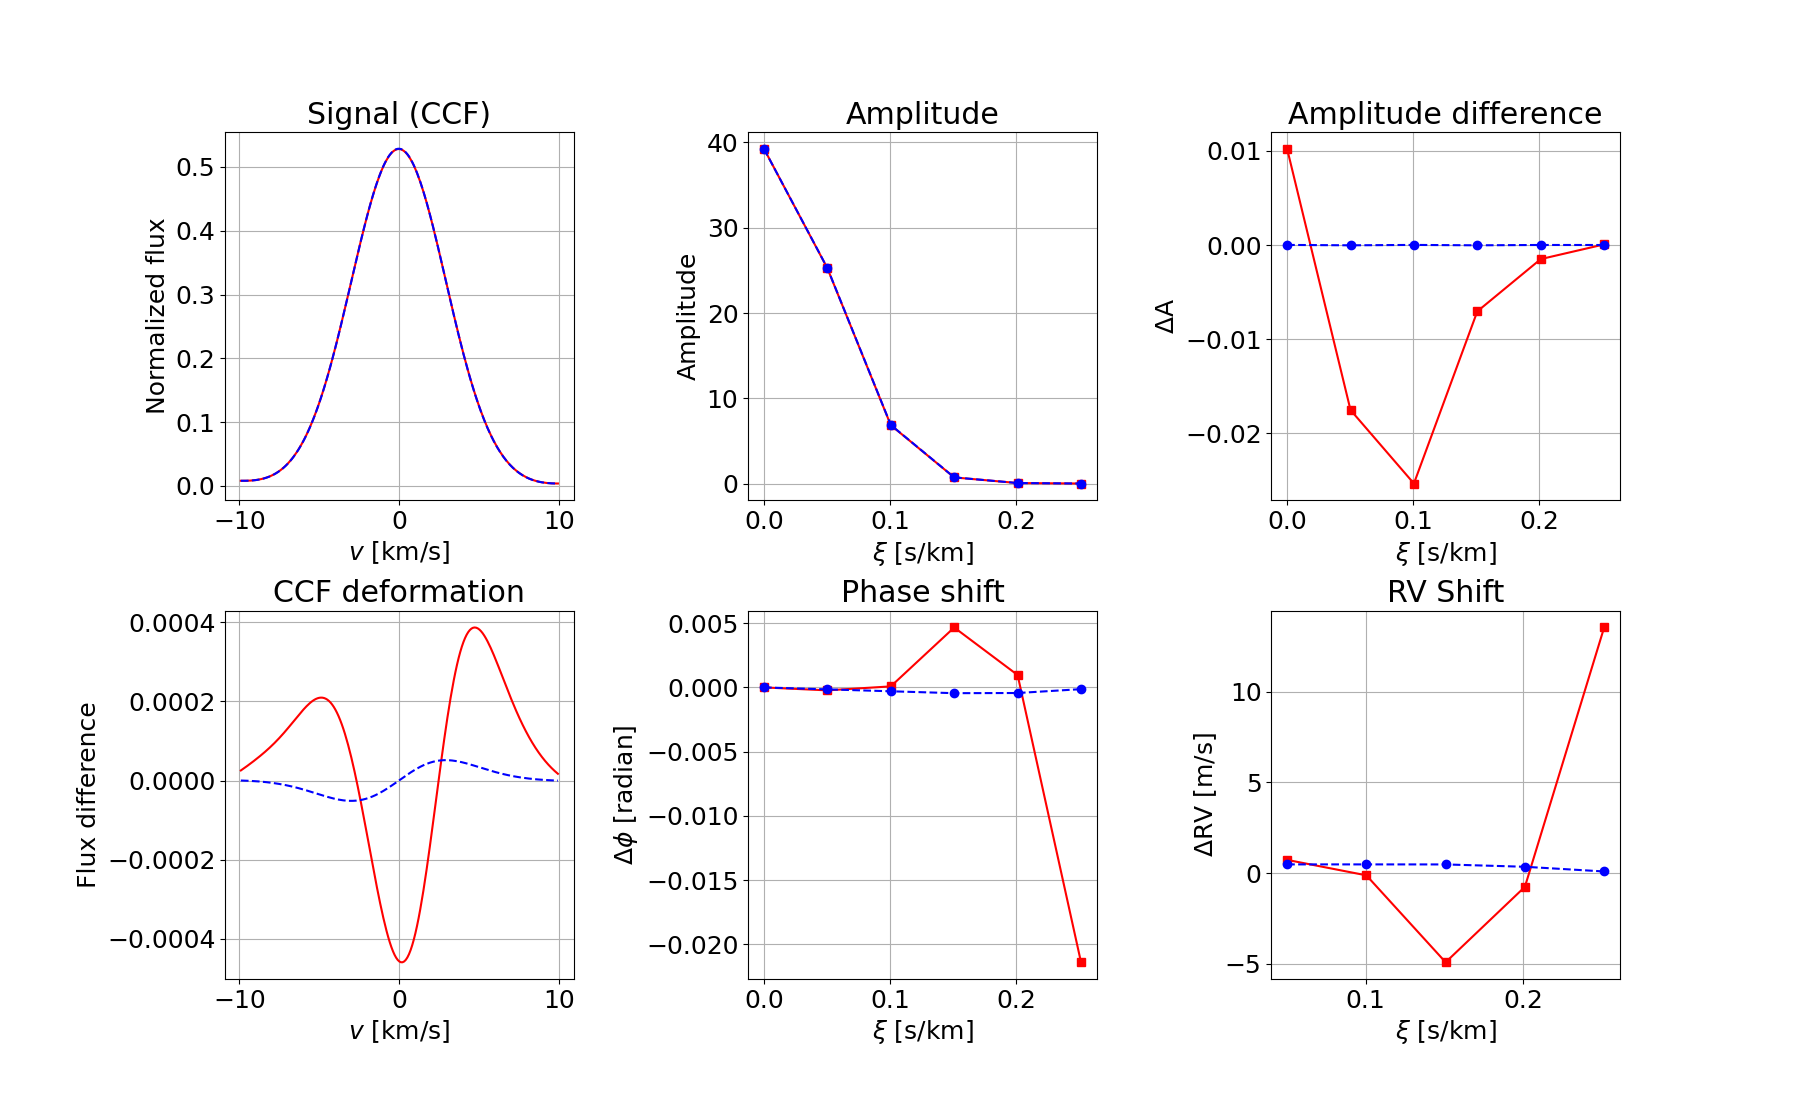 Signal (CCF)
Normalized flux
0.5
0.4
0.3
0.2
0.1
0.0
−10 0 10
v [km/s]
Amplitude
Amplitude
40
30
20
10
0
0.0 0.1 0.2
ξ [s/km]
Amplitude difference
ΔA
0.01
0.00
−0.01
−0.02
0.0 0.1 0.2
ξ [s/km]
CCF deformation
Flux difference
0.0004
0.0002
0.0000
−0.0002
−0.0004
−10 0 10
v [km/s]
Phase shift
Δϕ [radian]
0.005
0.000
−0.005
−0.010
−0.015
−0.020
0.0 0.1 0.2
ξ [s/km]
RV Shift
ΔRV [m/s]
10
5
0
−5
0.1 0.2
ξ [s/km]